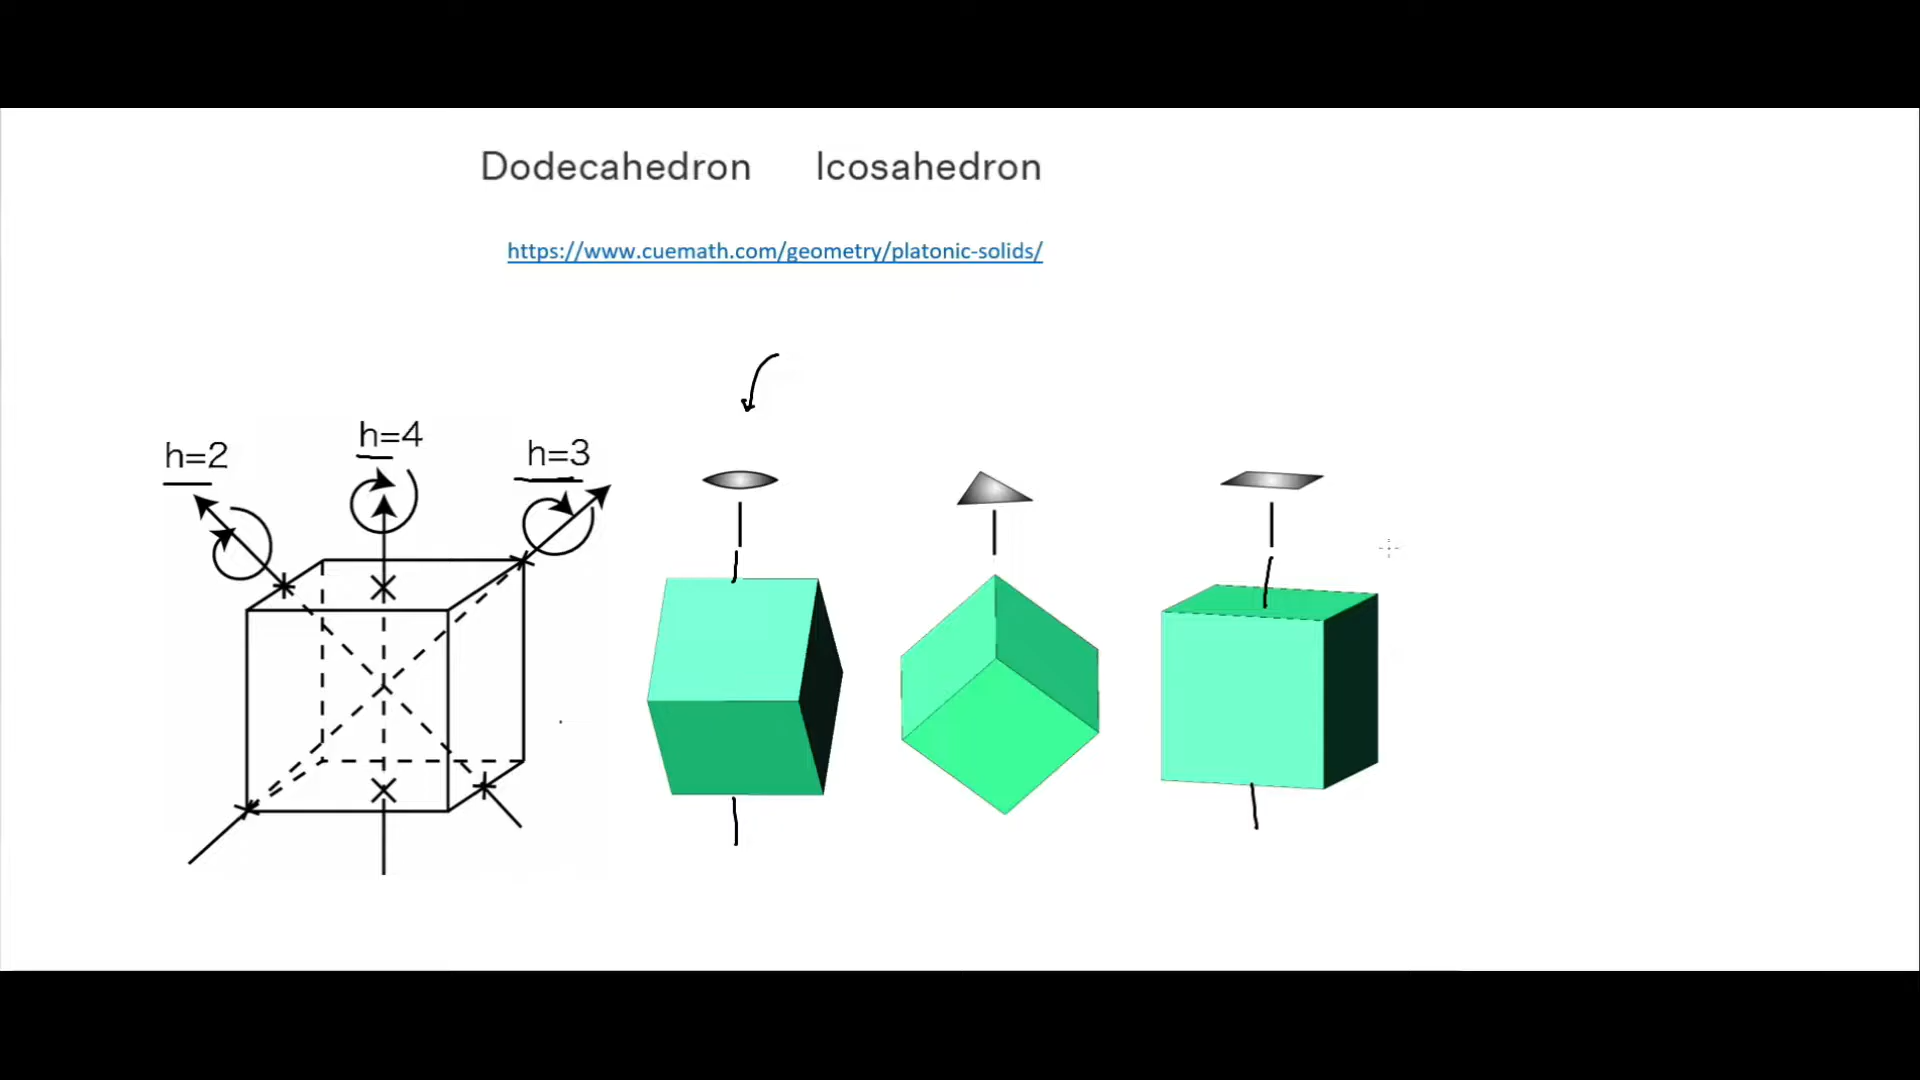 Dodecahedron Icosahedron
https://www.cuemath.com/geometry/platonic-solids/
h=2 h=4 h=3